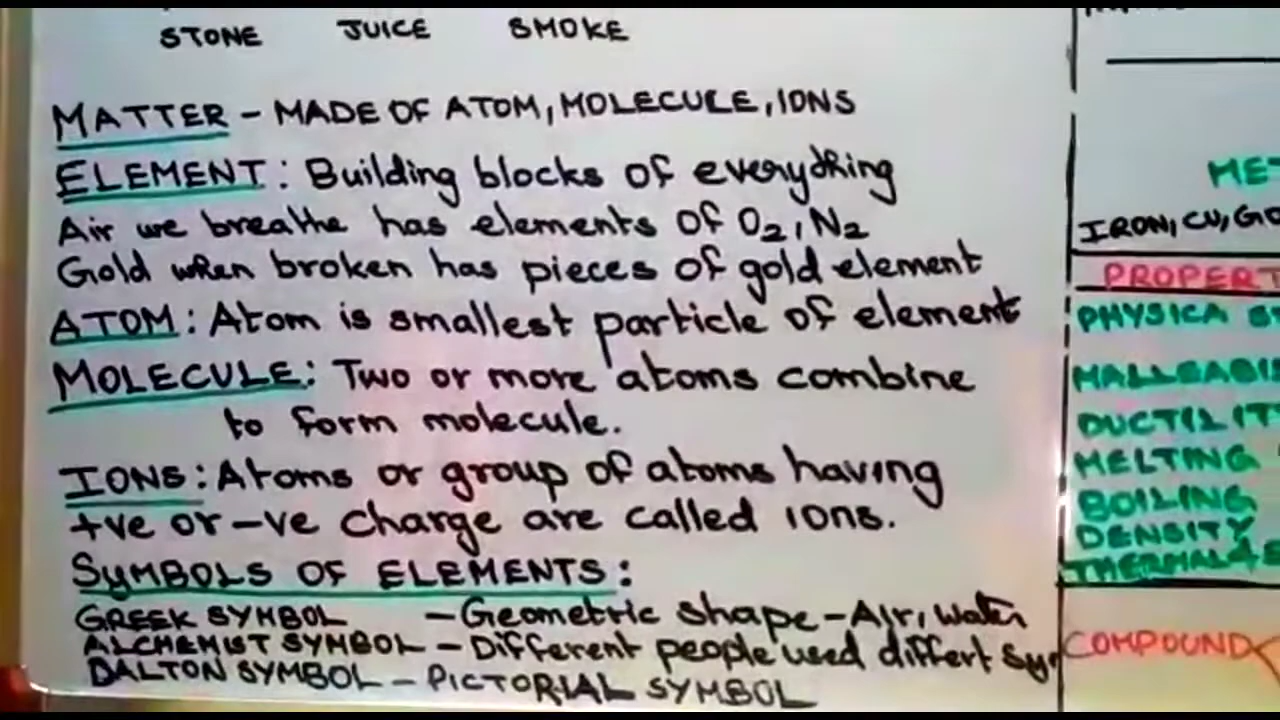 STONE JUICE SMOKE
MATTER - MADE OF ATOM, MOLECULE, IONS
ELEMENT: Building blocks of everything
Air we breathe has elements of O2, N2
Gold when broken has pieces of gold element
ATOM: Atom is smallest particle of element
MOLECULE: Two or more atoms combine
to form molecule.
IONS: Atoms or group of atoms having
+ve or -ve charge are called ions.
SYMBOLS OF ELEMENTS:
GREEK SYMBOL - Geometric shape - Air, Water
ALCHEMIST SYMBOL - Different people used differt Sy
DALTON SYMBOL - PICTORIAL SYMBOL
MET
IRON, CU, GO
PROPERT
PHYSICA
MALLEABI
DUCTILIT
MELTING
BOILING
DENSITY
THERMAL
COMPOUND